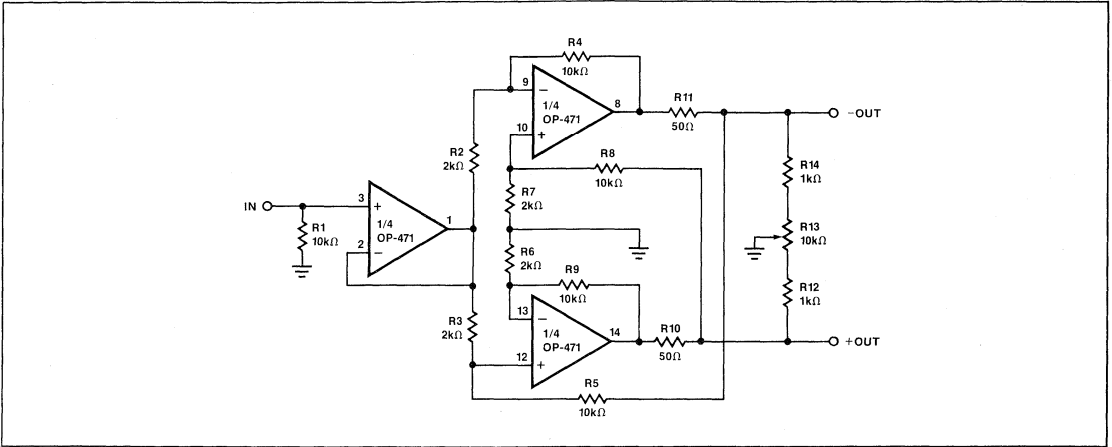 R4
10kΩ
9
−
1/4
OP-471
8
R11
50Ω
−OUT
10
+
R2
2kΩ
R8
10kΩ
R14
1kΩ
R7
2kΩ
IN
3
+
1
1/4
OP-471
R1
10kΩ
2
−
R13
10kΩ
R6
2kΩ
R9
10kΩ
R12
1kΩ
R3
2kΩ
13
−
1/4
OP-471
14
R10
50Ω
+OUT
12
+
R5
10kΩ